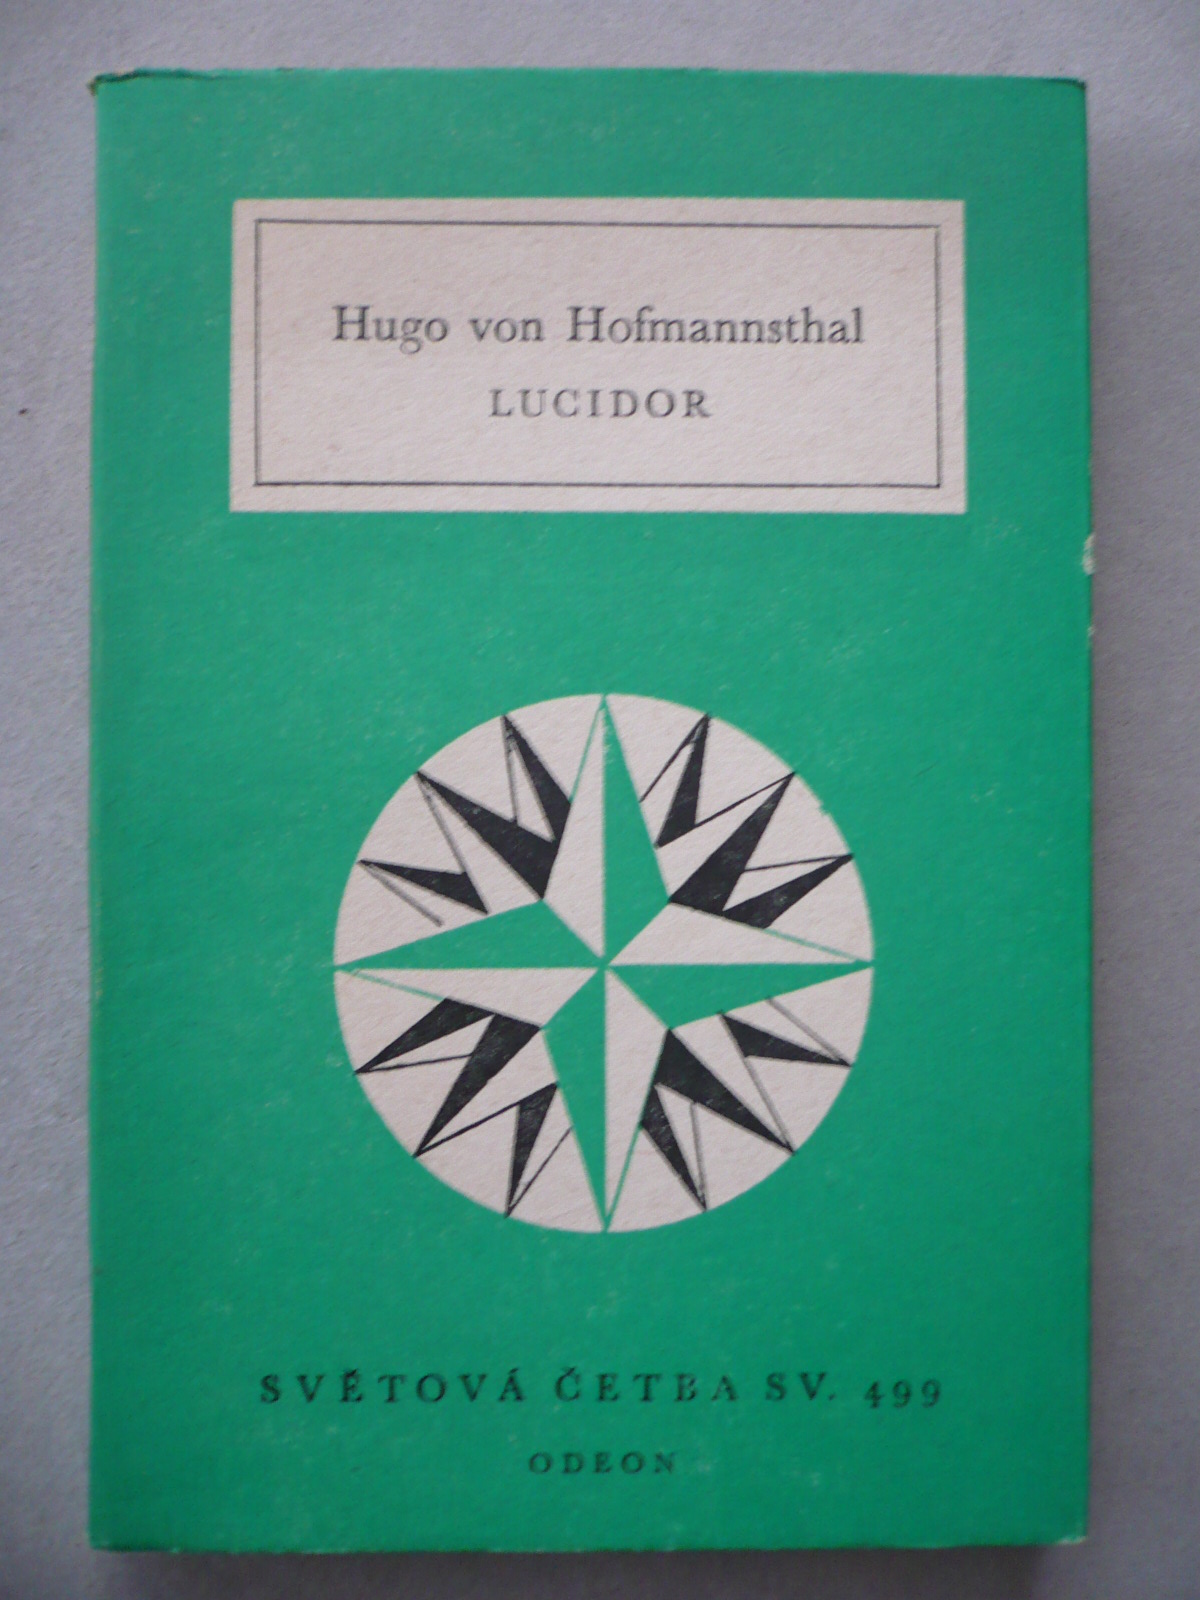 Hugo von Hofmannsthal
LUCIDOR
SVĚTOVÁ ČETBA SV. 499
ODEON